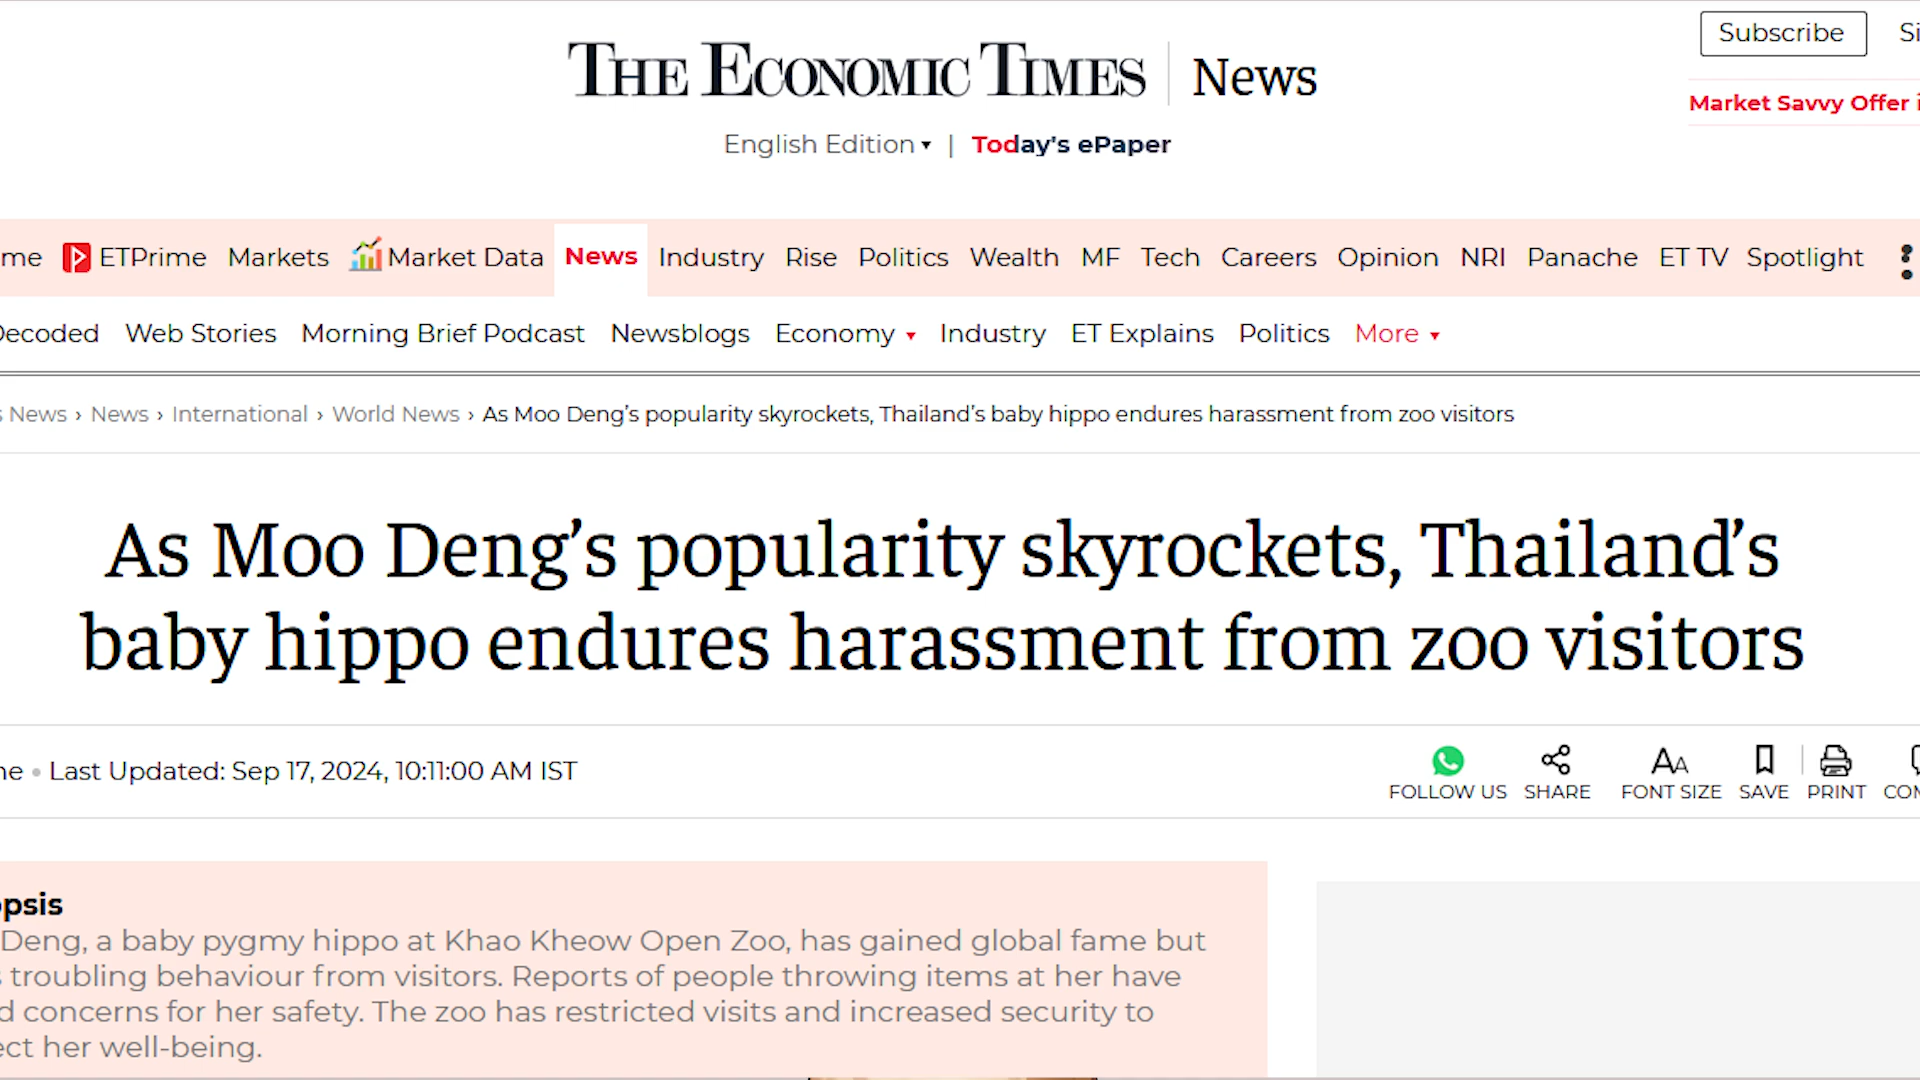 Subscribe
THE ECONOMIC TIMES | News
Market Savvy Offer
English Edition ▾ | Today's ePaper
me ETPrime Markets Market Data News Industry Rise Politics Wealth MF Tech Careers Opinion NRI Panache ET TV Spotlight
Decoded Web Stories Morning Brief Podcast Newsblogs Economy ▾ Industry ET Explains Politics More ▾
News › News › International › World News › As Moo Deng’s popularity skyrockets, Thailand’s baby hippo endures harassment from zoo visitors
As Moo Deng’s popularity skyrockets, Thailand’s
baby hippo endures harassment from zoo visitors
ne • Last Updated: Sep 17, 2024, 10:11:00 AM IST
FOLLOW US SHARE FONT SIZE SAVE PRINT COM
opsis
Deng, a baby pygmy hippo at Khao Kheow Open Zoo, has gained global fame but
s troubling behaviour from visitors. Reports of people throwing items at her have
d concerns for her safety. The zoo has restricted visits and increased security to
ect her well-being.